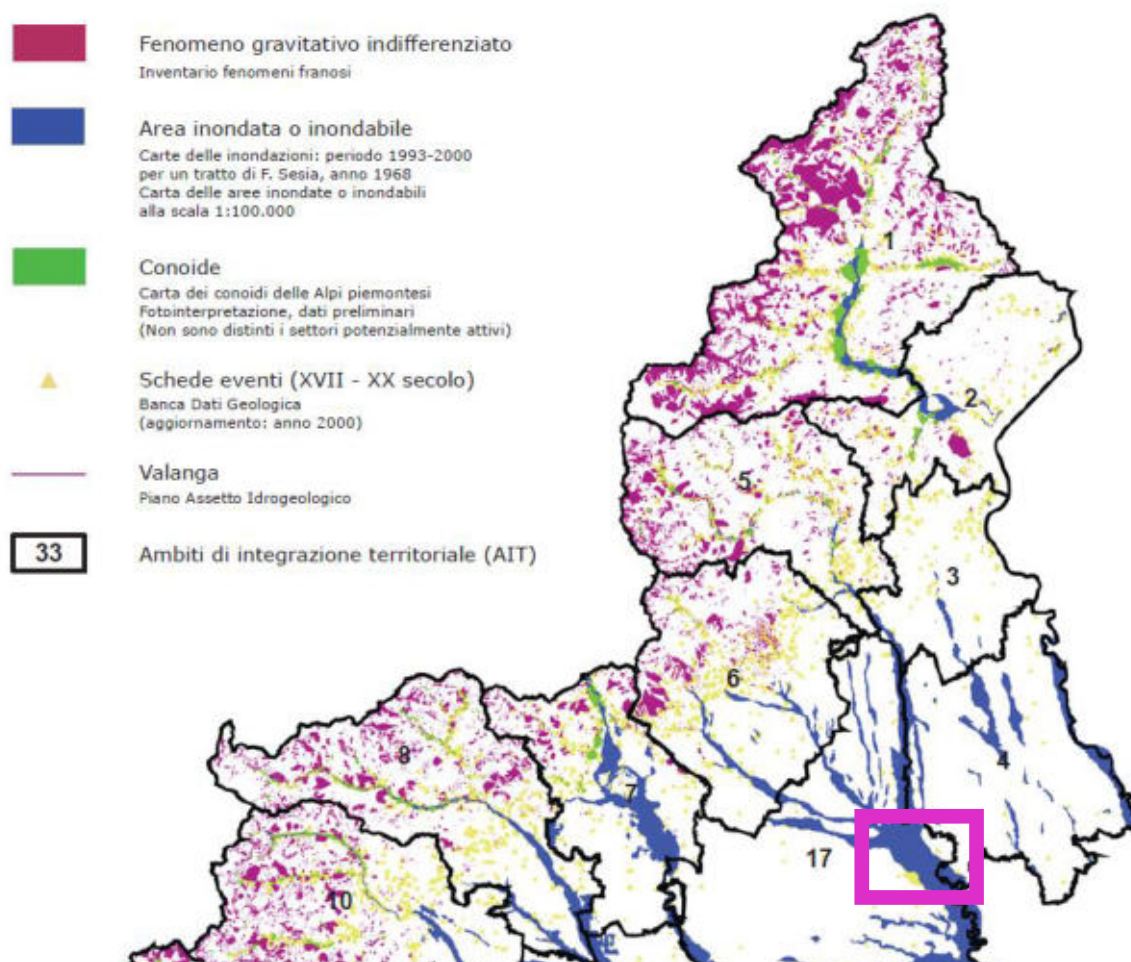 Fenomeno gravitativo indifferenziato
Inventario fenomeni franosi
Area inondata o inondabile
Carte delle inondazioni: periodo 1993-2000
per un tratto di F. Sesia, anno 1968
Carta delle aree inondate o inondabili
alla scala 1:100.000
Conoide
Carta dei conoidi delle Alpi piemontesi
Fotointerpretazione, dati preliminari
(Non sono distinti i settori potenzialmente attivi)
Schede eventi (XVII - XX secolo)
Banca Dati Geologica
(aggiornamento: anno 2000)
Valanga
Piano Assetto Idrogeologico
33
Ambiti di integrazione territoriale (AIT)
1
2
5
3
6
8
7
4
17
10